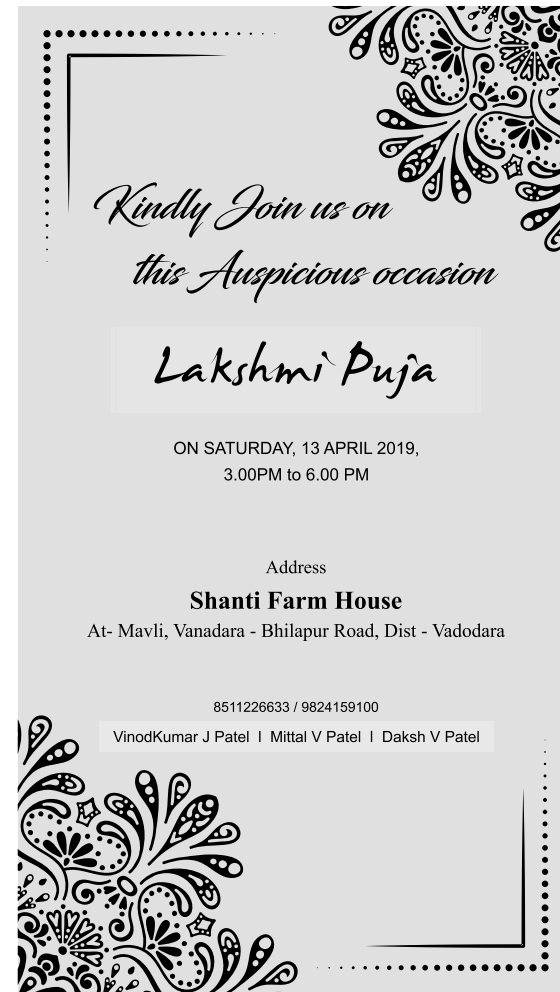 Kindly Join us on
this Auspicious occasion
Lakshmi Puja
ON SATURDAY, 13 APRIL 2019,
3.00PM to 6.00 PM
Address
Shanti Farm House
At- Mavli, Vanadara - Bhilapur Road, Dist - Vadodara
8511226633 / 9824159100
VinodKumar J Patel I Mittal V Patel I Daksh V Patel